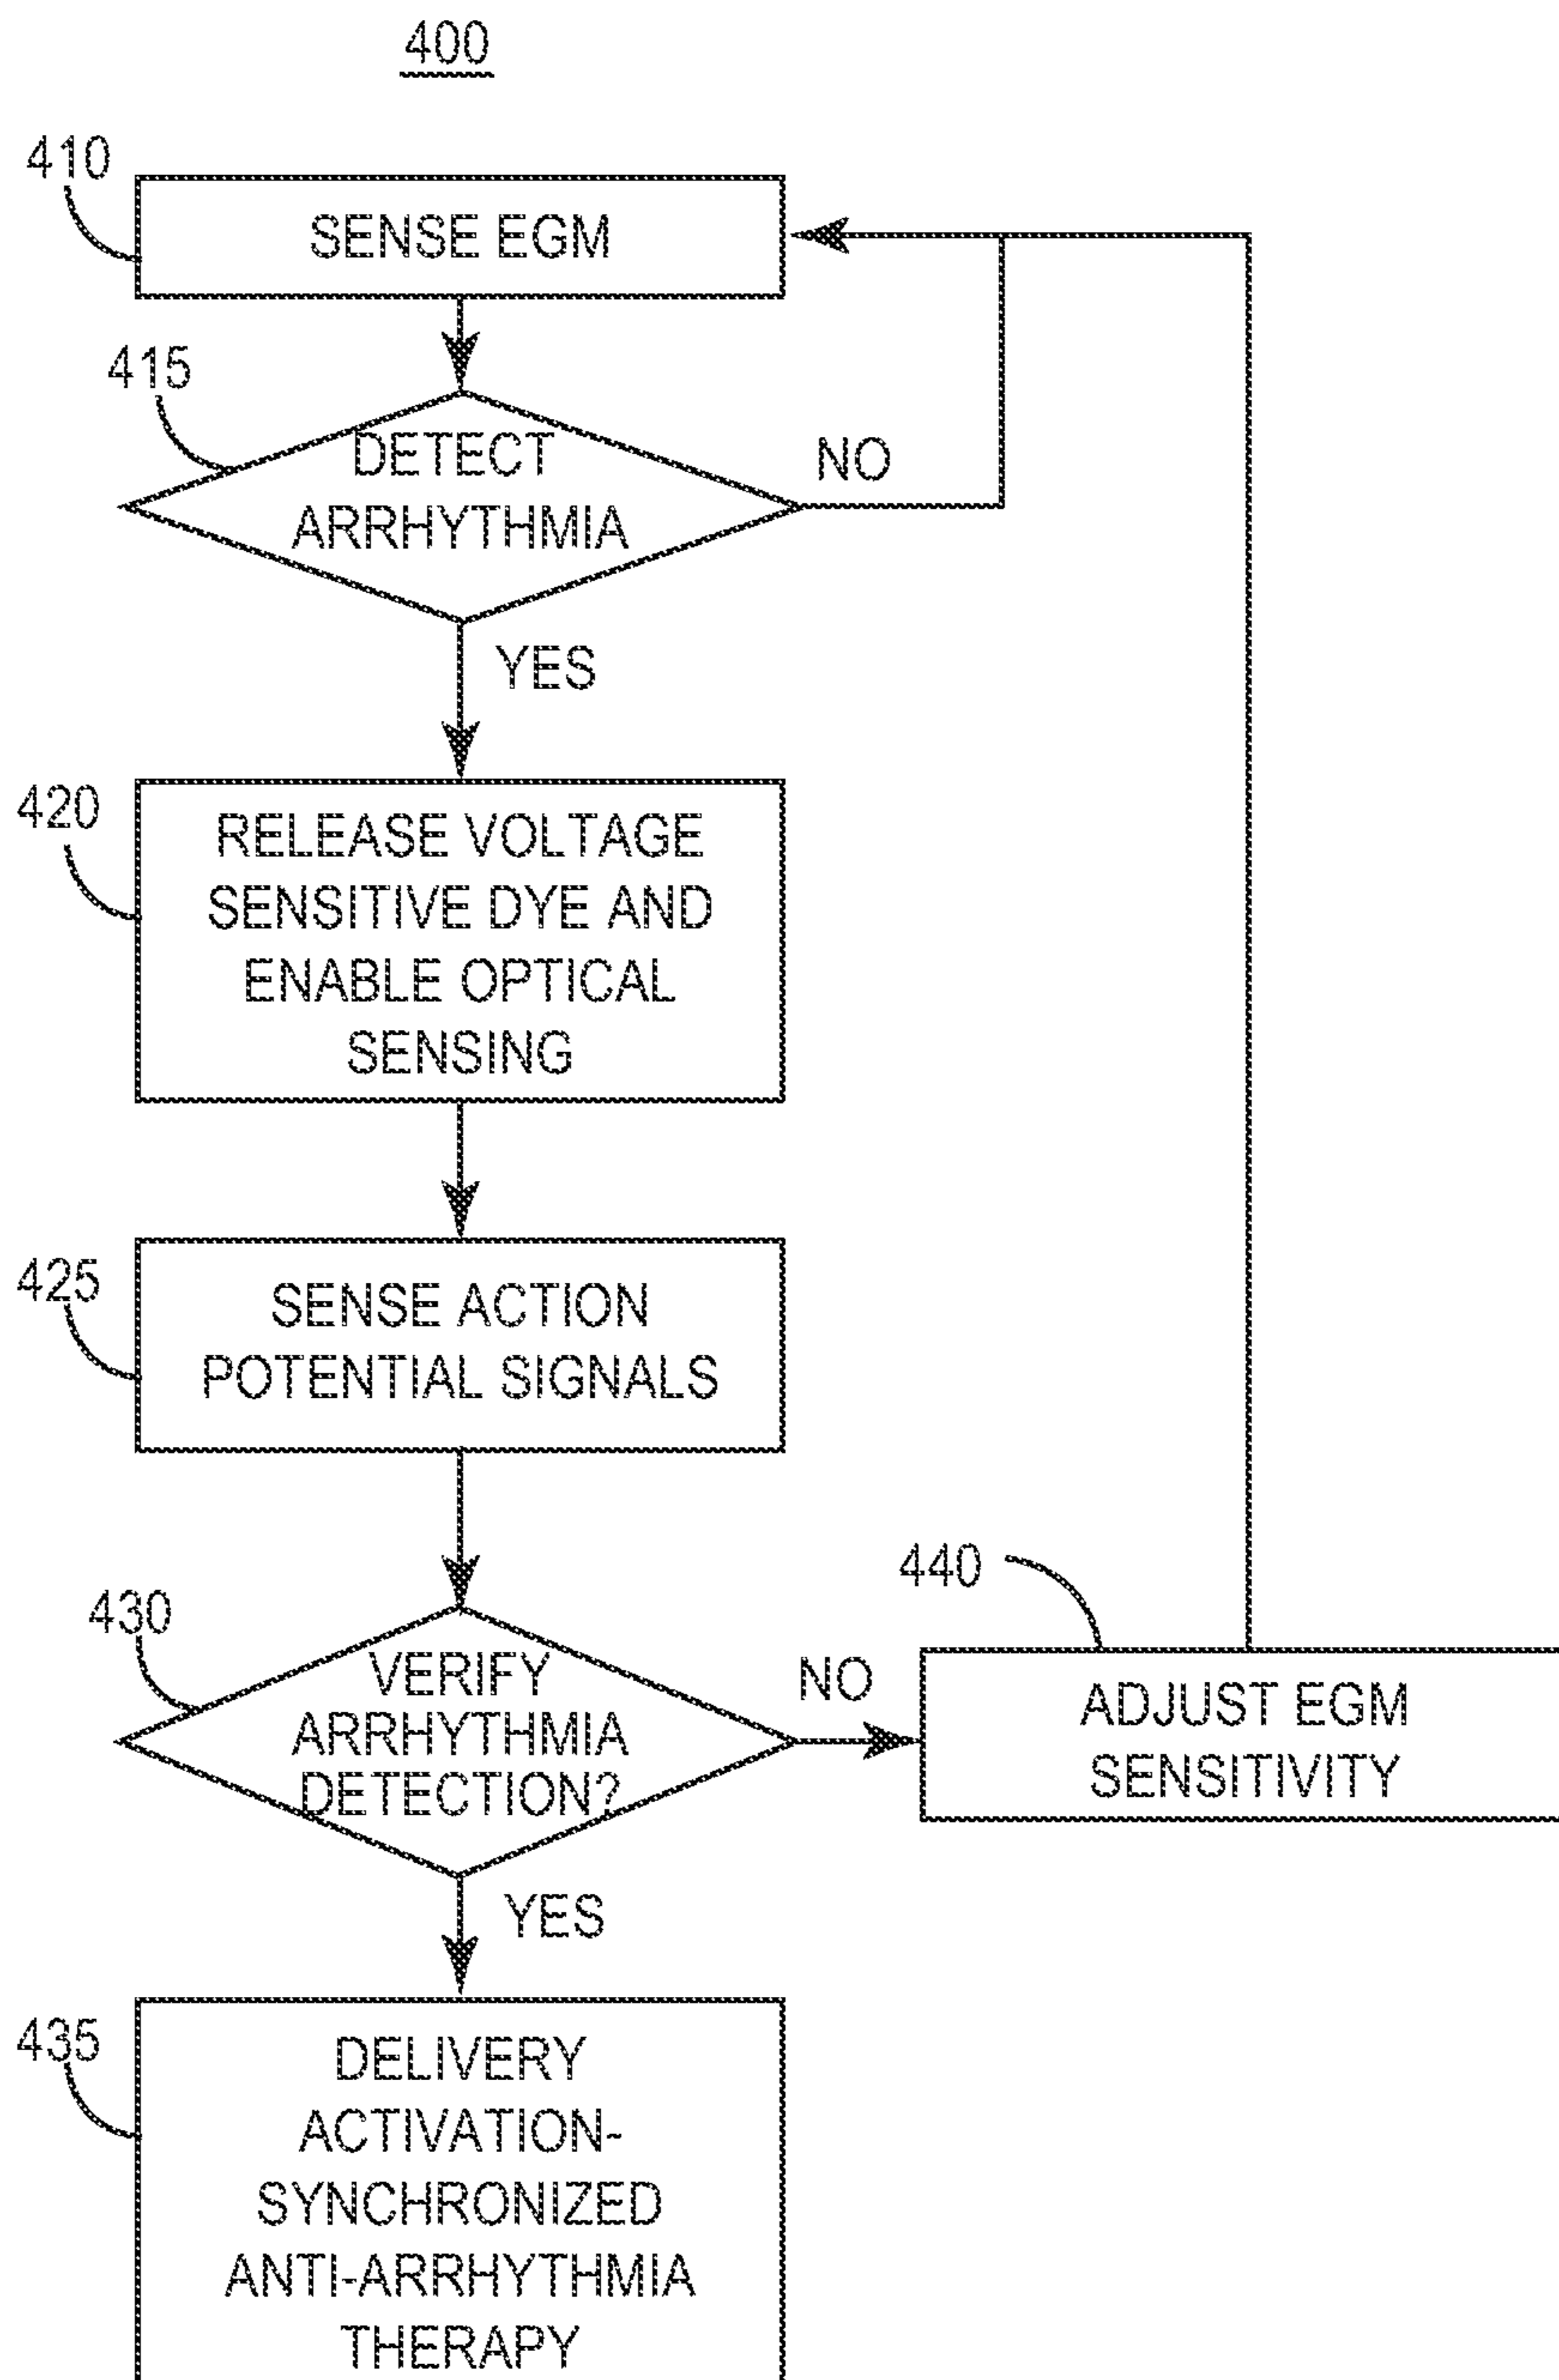 400
410
SENSE EGM
415
DETECT
ARRHYTHMIA
NO
YES
420
RELEASE VOLTAGE
SENSITIVE DYE AND
ENABLE OPTICAL
SENSING
425
SENSE ACTION
POTENTIAL SIGNALS
430
VERIFY
ARRHYTHMIA
DETECTION?
NO
440
ADJUST EGM
SENSITIVITY
YES
435
DELIVERY
ACTIVATION-
SYNCHRONIZED
ANTI-ARRHYTHMIA
THERAPY